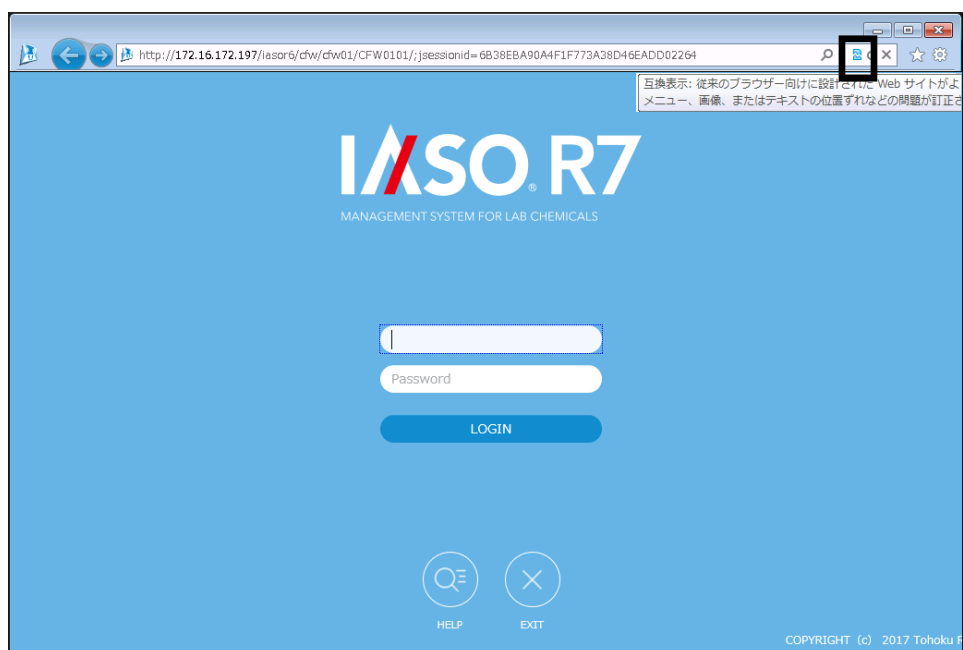 http://172.16.172.197/iasor6/cfw/cfw01/CFW0101/;jsessionid=6B38EBA90A4F1F773A38D46EADD02264
互換表示: 従来のブラウザー向けに設計された Web サイトがよ
メニュー、画像、またはテキストの位置ずれなどの問題が訂正さ
IASO® R7
MANAGEMENT SYSTEM FOR LAB CHEMICALS
Password
LOGIN
HELP EXIT
COPYRIGHT (c) 2017 Tohoku R